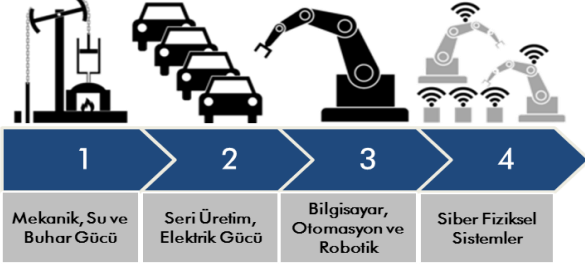 1
2
3
4
Mekanik, Su ve
Buhar Gücü
Seri Üretim,
Elektrik Gücü
Bilgisayar,
Otomasyon ve
Robotik
Siber Fiziksel
Sistemler